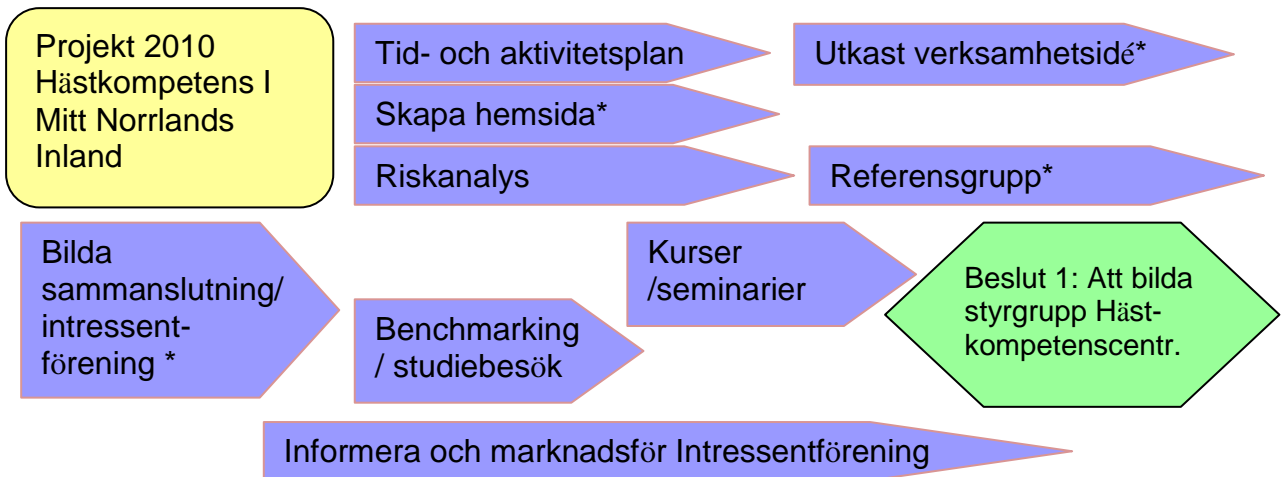 Projekt 2010
Hästkompetens I
Mitt Norrlands
Inland
Tid- och aktivitetsplan
Utkast verksamhetsidé*
Skapa hemsida*
Riskanalys
Referensgrupp*
Bilda
sammanslutning/
intressent-
förening *
Benchmarking
/ studiebesök
Kurser
/seminarier
Beslut 1: Att bilda
styrgrupp Häst-
kompetenscentr.
Informera och marknadsför Intressentförening